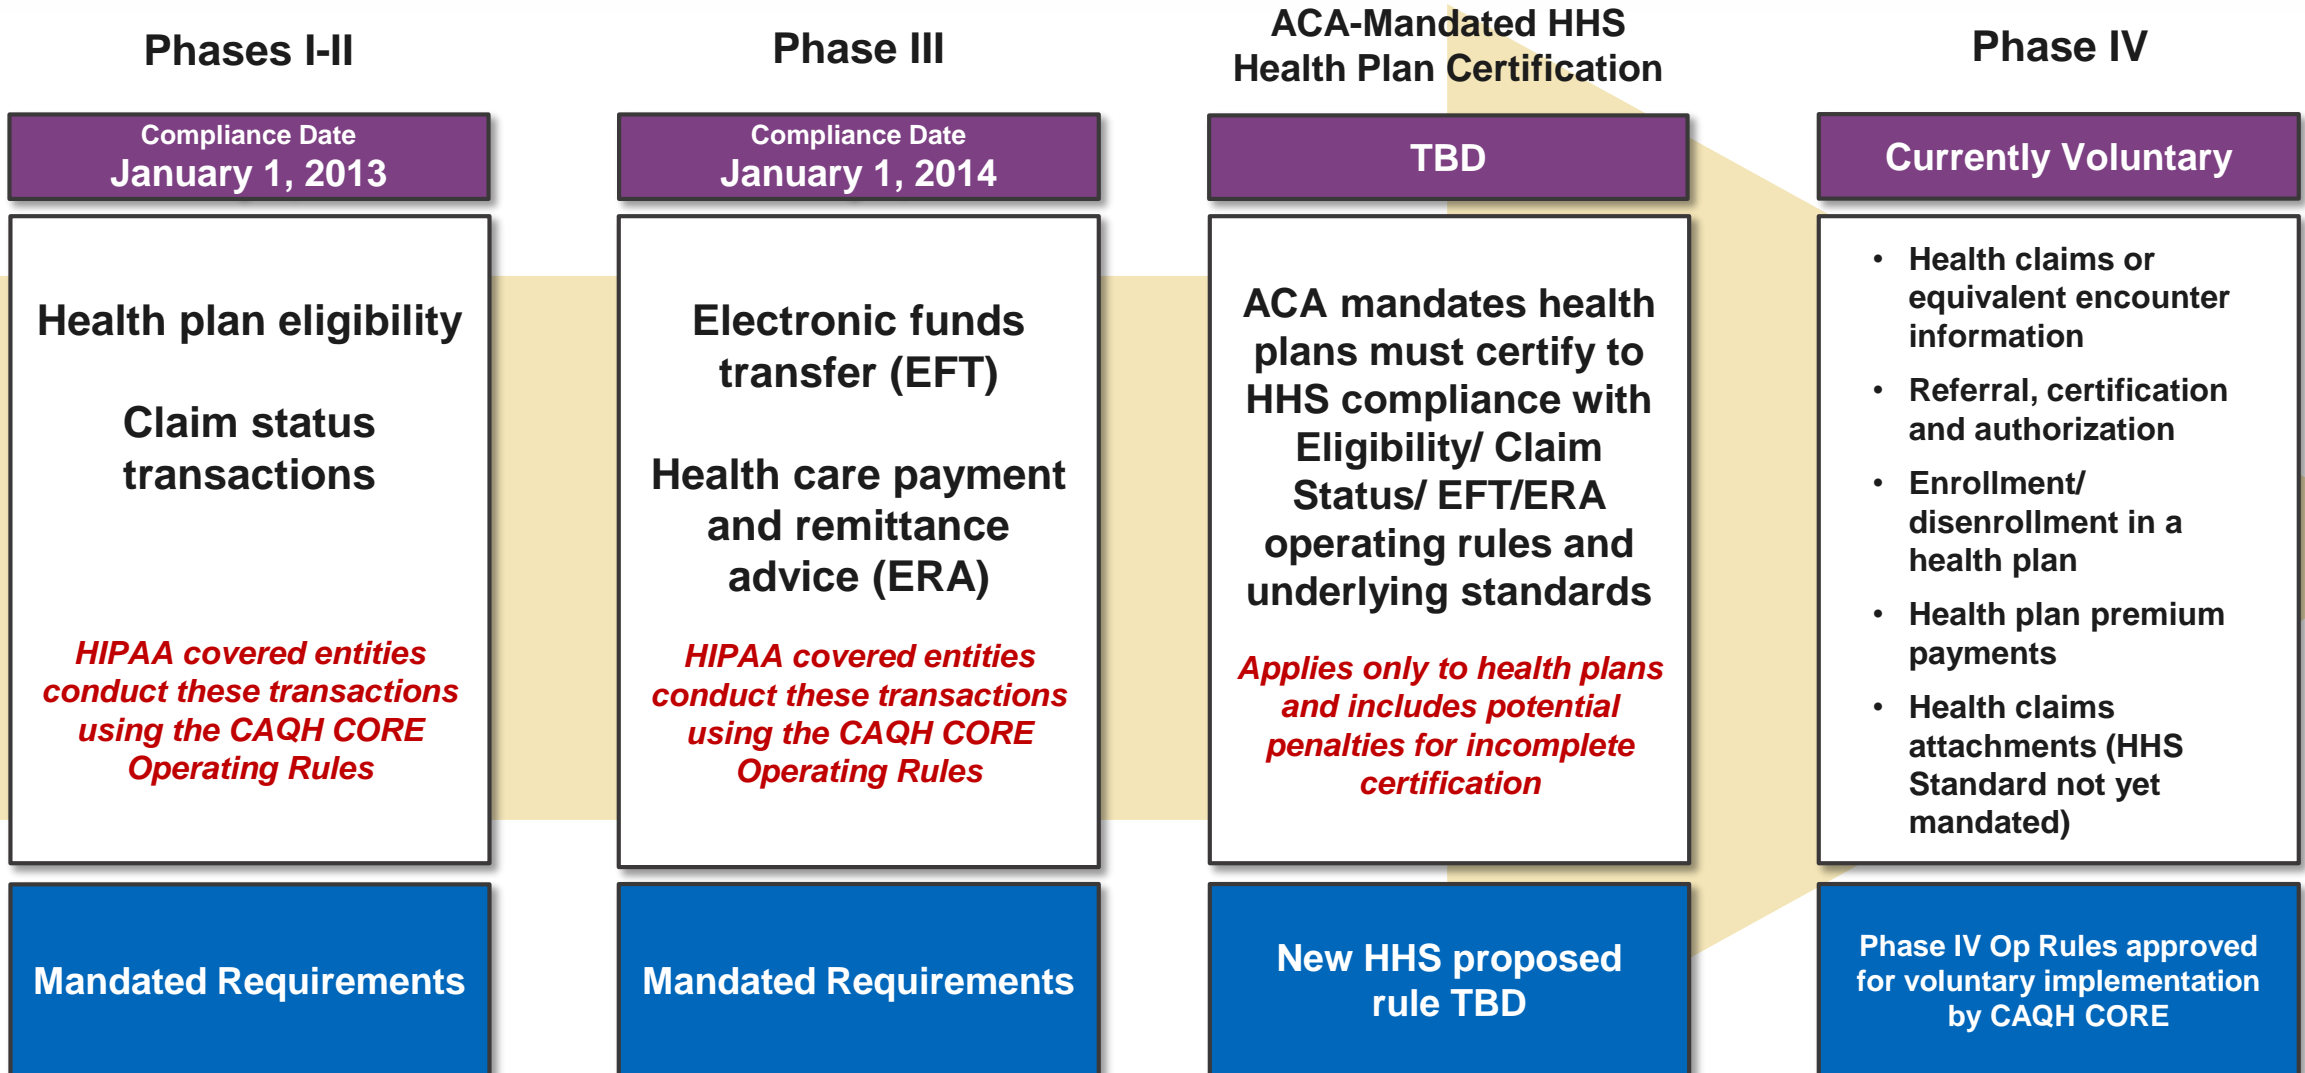 Phases I-II
Compliance Date
January 1, 2013
Health plan eligibility
Claim status
transactions
HIPAA covered entities
conduct these transactions
using the CAQH CORE
Operating Rules
Mandated Requirements
Phase III
Compliance Date
January 1, 2014
Electronic funds
transfer (EFT)
Health care payment
and remittance
advice (ERA)
HIPAA covered entities
conduct these transactions
using the CAQH CORE
Operating Rules
Mandated Requirements
ACA-Mandated HHS
Health Plan Certification
TBD
ACA mandates health
plans must certify to
HHS compliance with
Eligibility/ Claim
Status/ EFT/ERA
operating rules and
underlying standards
Applies only to health plans
and includes potential
penalties for incomplete
certification
New HHS proposed
rule TBD
Phase IV
Currently Voluntary
• Health claims or
equivalent encounter
information
• Referral, certification
and authorization
• Enrollment/
disenrollment in a
health plan
• Health plan premium
payments
• Health claims
attachments (HHS
Standard not yet
mandated)
Phase IV Op Rules approved
for voluntary implementation
by CAQH CORE